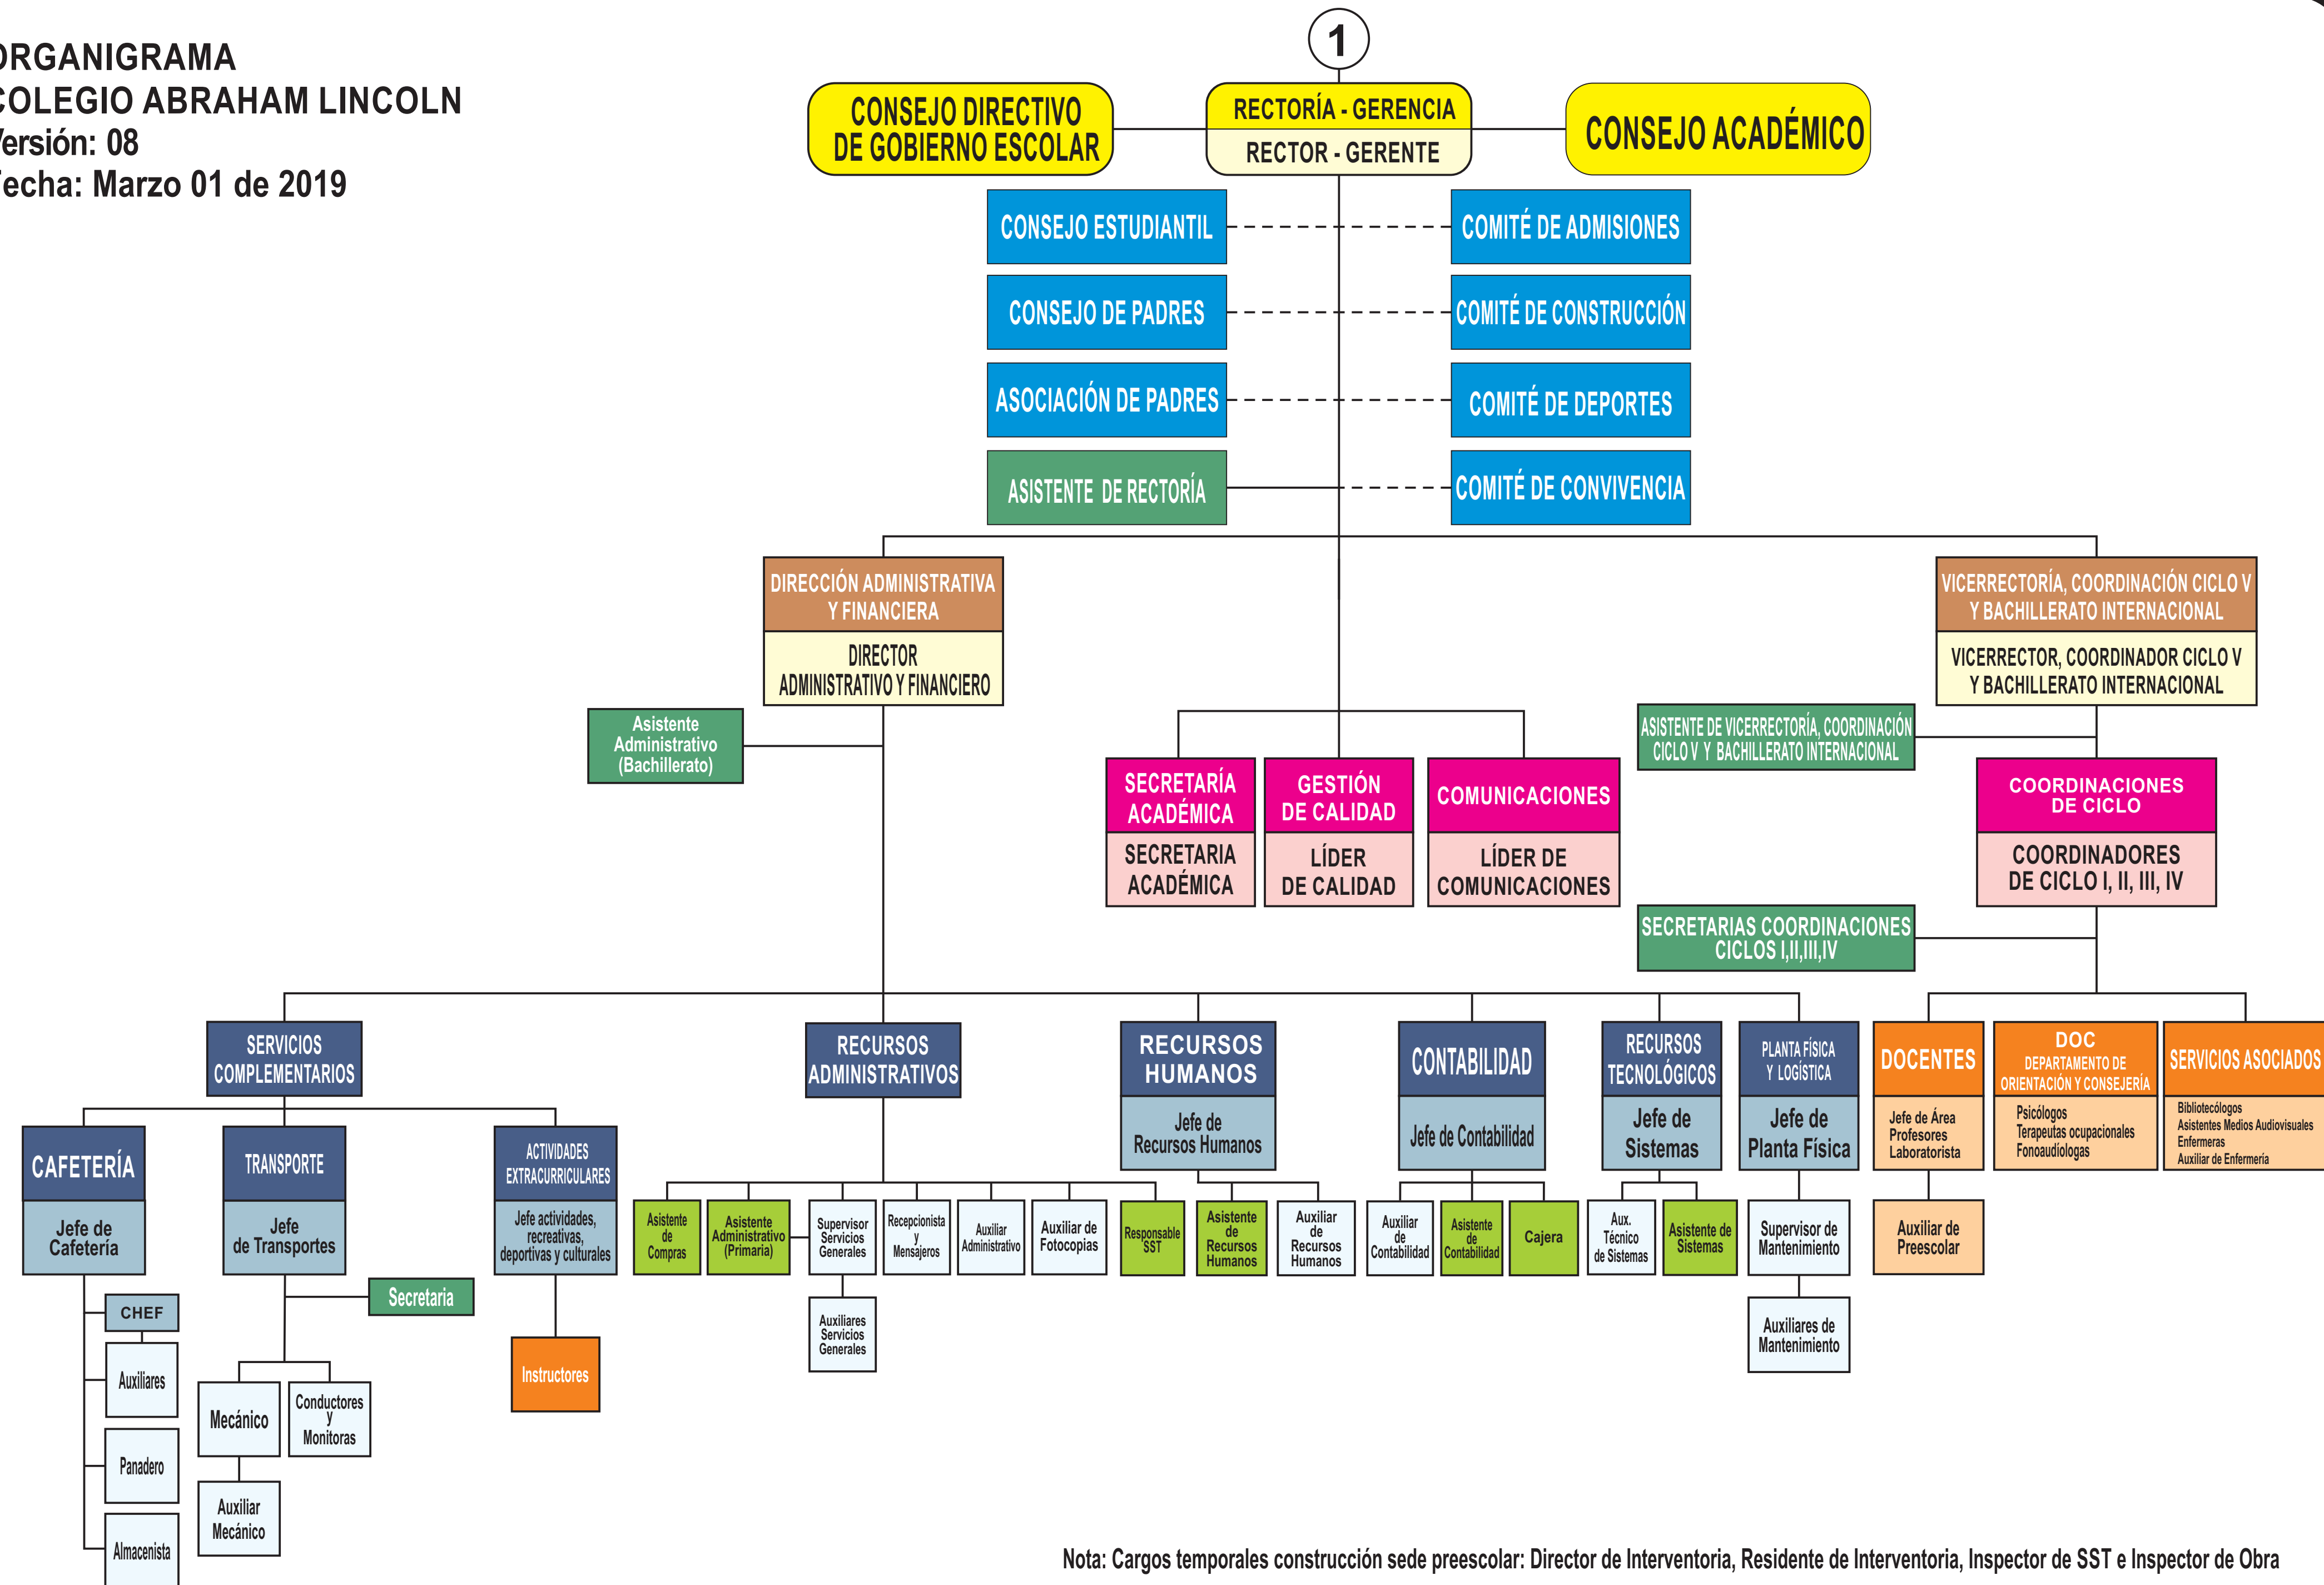 ORGANIGRAMA
COLEGIO ABRAHAM LINCOLN
Versión: 08
Fecha: Marzo 01 de 2019
1
CONSEJO DIRECTIVO
DE GOBIERNO ESCOLAR
RECTORÍA - GERENCIA
RECTOR - GERENTE
CONSEJO ACADÉMICO
CONSEJO ESTUDIANTIL
COMITÉ DE ADMISIONES
CONSEJO DE PADRES
COMITÉ DE CONSTRUCCIÓN
ASOCIACIÓN DE PADRES
COMITÉ DE DEPORTES
ASISTENTE DE RECTORÍA
COMITÉ DE CONVIVENCIA
DIRECCIÓN ADMINISTRATIVA
Y FINANCIERA
DIRECTOR
ADMINISTRATIVO Y FINANCIERO
VICERRECTORÍA, COORDINACIÓN CICLO V
Y BACHILLERATO INTERNACIONAL
VICERRECTOR, COORDINADOR CICLO V
Y BACHILLERATO INTERNACIONAL
Asistente
Administrativo
(Bachillerato)
ASISTENTE DE VICERRECTORÍA, COORDINACIÓN
CICLO V Y BACHILLERATO INTERNACIONAL
SECRETARÍA
ACADÉMICA
SECRETARIA
ACADÉMICA
GESTIÓN
DE CALIDAD
LÍDER
DE CALIDAD
COMUNICACIONES
LÍDER DE
COMUNICACIONES
COORDINACIONES
DE CICLO
COORDINADORES
DE CICLO I, II, III, IV
SECRETARIAS COORDINACIONES
CICLOS I,II,III,IV
SERVICIOS
COMPLEMENTARIOS
RECURSOS
ADMINISTRATIVOS
RECURSOS
HUMANOS
Jefe de
Recursos Humanos
CONTABILIDAD
Jefe de Contabilidad
RECURSOS
TECNOLÓGICOS
Jefe de
Sistemas
PLANTA FÍSICA
Y LOGÍSTICA
Jefe de
Planta Física
DOCENTES
Jefe de Área
Profesores
Laboratorista
DOC
DEPARTAMENTO DE
ORIENTACIÓN Y CONSEJERÍA
Psicólogos
Terapeutas ocupacionales
Fonoaudíologas
SERVICIOS ASOCIADOS
Bibliotecólogos
Asistentes Medios Audiovisuales
Enfermeras
Auxiliar de Enfermería
CAFETERÍA
Jefe de
Cafetería
TRANSPORTE
Jefe
de Transportes
ACTIVIDADES
EXTRACURRICULARES
Jefe actividades,
recreativas,
deportivas y culturales
Asistente
de
Compras
Asistente
Administrativo
(Primaria)
Supervisor
Servicios
Generales
Recepcionista
y
Mensajeros
Auxiliar
Administrativo
Auxiliar de
Fotocopias
Responsable
SST
Asistente
de
Recursos
Humanos
Auxiliar
de
Recursos
Humanos
Auxiliar
de
Contabilidad
Asistente
de
Contabilidad
Cajera
Aux.
Técnico
de Sistemas
Asistente de
Sistemas
Supervisor de
Mantenimiento
Auxiliar de
Preescolar
CHEF
Auxiliares
Panadero
Almacenista
Secretaria
Mecánico
Conductores
y
Monitoras
Auxiliar
Mecánico
Instructores
Auxiliares
Servicios
Generales
Auxiliares de
Mantenimiento
Nota: Cargos temporales construcción sede preescolar: Director de Interventoria, Residente de Interventoria, Inspector de SST e Inspector de Obra